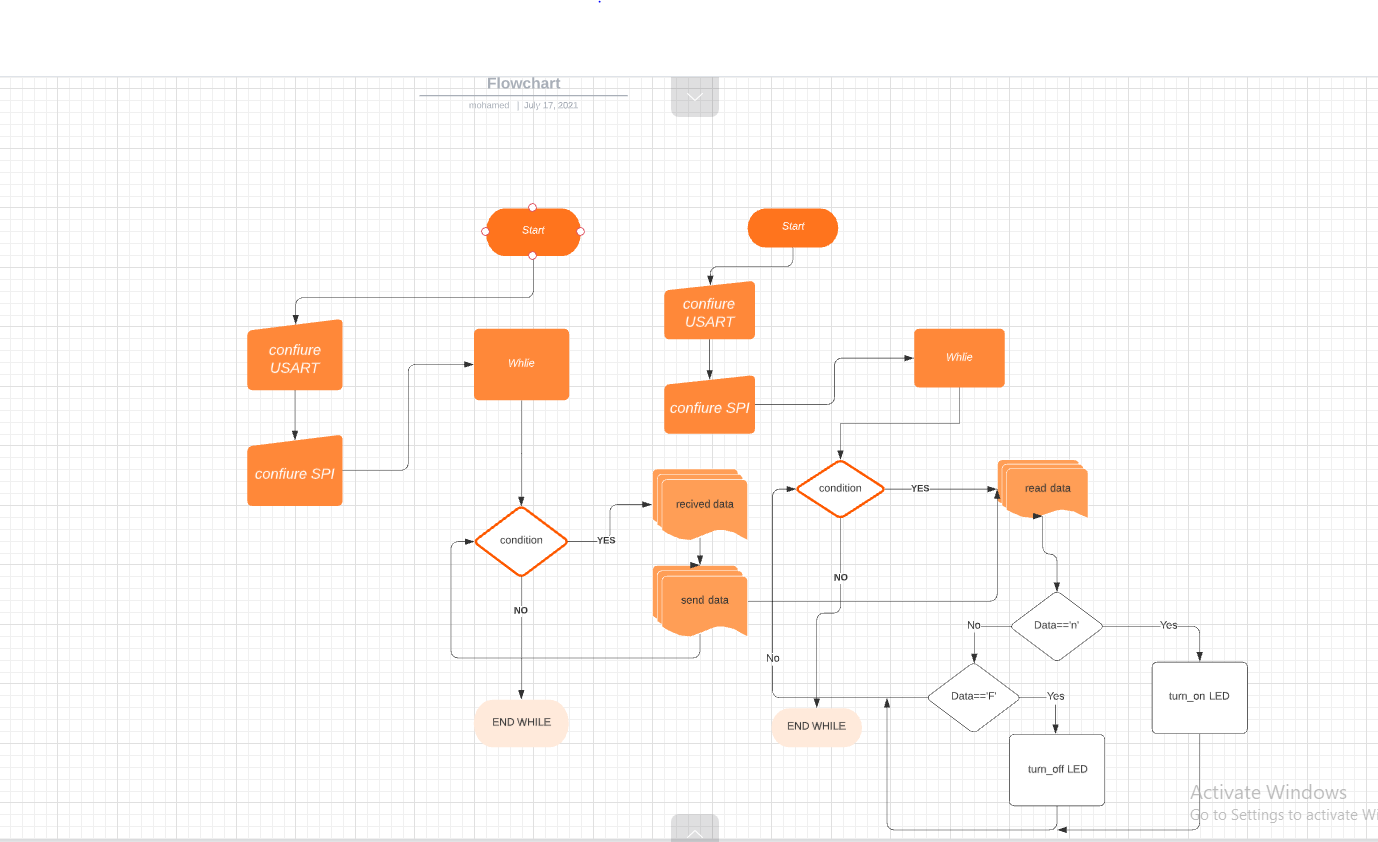 Flowchart
mohamed | July 17, 2021
Start
Start
confiure
USART
confiure
USART
Whlie
Whlie
confiure SPI
confiure SPI
condition
YES
recived data
condition
YES
read data
NO
send data
NO
Data=='n'
No
Yes
No
Data=='F'
Yes
turn_on LED
END WHILE
END WHILE
turn_off LED
Activate Windows
Go to Settings to activate Wi